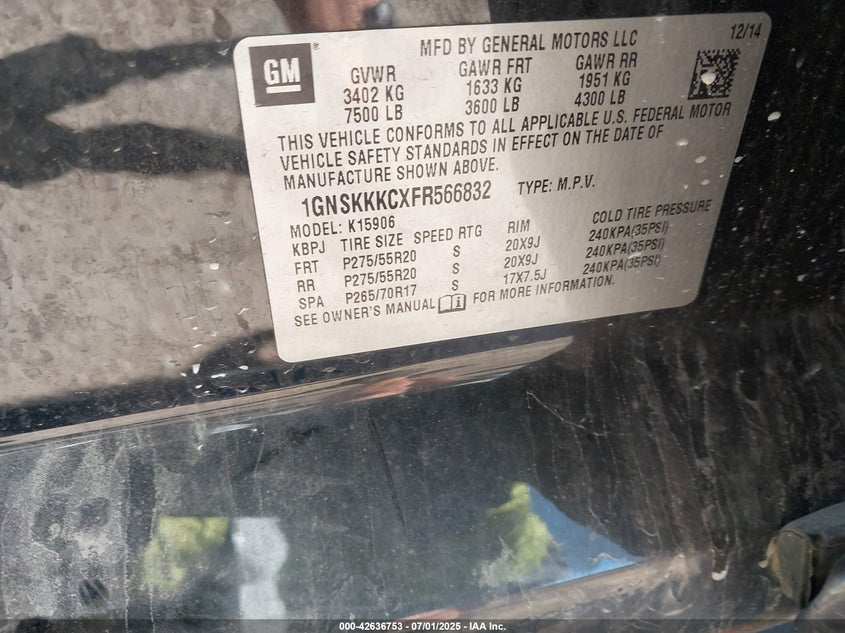 GM
®
MFD BY GENERAL MOTORS LLC
12/14
GVWR GAWR FRT GAWR RR
3402 KG 1633 KG 1951 KG
7500 LB 3600 LB 4300 LB
THIS VEHICLE CONFORMS TO ALL APPLICABLE U.S. FEDERAL MOTOR
VEHICLE SAFETY STANDARDS IN EFFECT ON THE DATE OF
MANUFACTURE SHOWN ABOVE.
1GNSKKKCXFR566832 TYPE: M.P.V.
MODEL: K15906
KBPJ TIRE SIZE SPEED RTG RIM COLD TIRE PRESSURE
FRT P275/55R20 S 20X9J 240KPA(35PSI)
RR P275/55R20 S 20X9J 240KPA(35PSI)
SPA P265/70R17 S 17X7.5J 240KPA(35PSI)
SEE OWNER'S MANUAL FOR MORE INFORMATION.
000-42636753 - 07/01/2025 - IAA Inc.